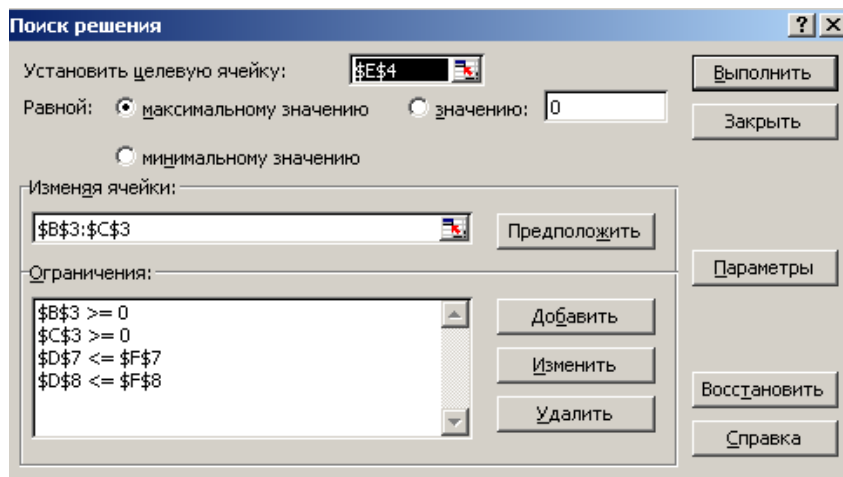 Поиск решения
Установить целевую ячейку: $E$4 Выполнить
Равной: максимальному значению значению: 0 Закрыть
минимальному значению
Изменяя ячейки:
$B$3:$C$3 Предположить
Ограничения: Параметры
$B$3 >= 0 Добавить
$C$3 >= 0
$D$7 <= $F$7 Изменить
$D$8 <= $F$8
Восстановить
Удалить
Справка